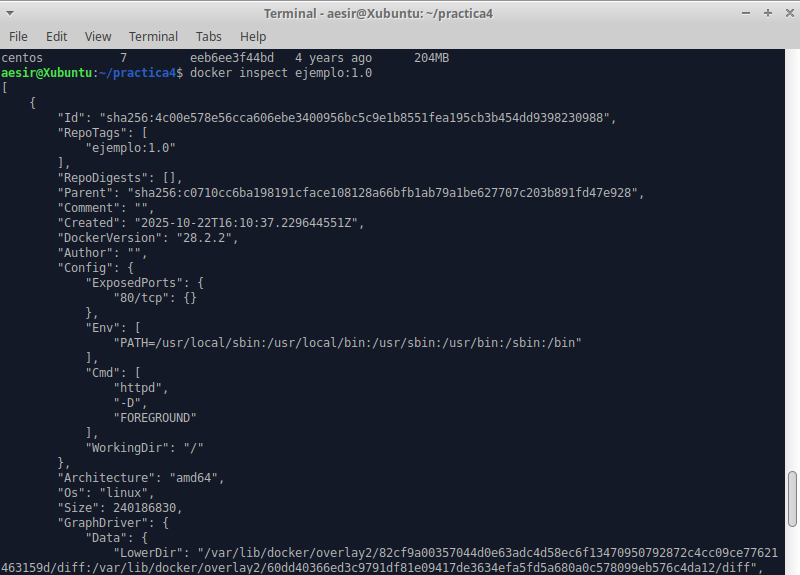 Terminal - aesir@Xubuntu: ~/practica4
File Edit View Terminal Tabs Help
centos 7 eeb6ee3f44bd 4 years ago 204MB
aesir@Xubuntu:~/practica4$ docker inspect ejemplo:1.0
[
    {
        "Id": "sha256:4c00e578e56cca606ebe3400956bc5c9e1b8551fea195cb3b454dd9398230988",
        "RepoTags": [
            "ejemplo:1.0"
        ],
        "RepoDigests": [],
        "Parent": "sha256:c0710cc6ba198191cface108128a66bfb1ab79a1be627707c203b891fd47e928",
        "Comment": "",
        "Created": "2025-10-22T16:10:37.229644551Z",
        "DockerVersion": "28.2.2",
        "Author": "",
        "Config": {
            "ExposedPorts": {
                "80/tcp": {}
            },
            "Env": [
                "PATH=/usr/local/sbin:/usr/local/bin:/usr/sbin:/usr/bin:/sbin:/bin"
            ],
            "Cmd": [
                "httpd",
                "-D",
                "FOREGROUND"
            ],
            "WorkingDir": "/"
        },
        "Architecture": "amd64",
        "Os": "linux",
        "Size": 240186830,
        "GraphDriver": {
            "Data": {
                "LowerDir": "/var/lib/docker/overlay2/82cf9a00357044d0e63adc4d58ec6f13470950792872c4cc09ce77621
463159d/diff:/var/lib/docker/overlay2/60dd40366ed3c9791df81e09417de3634efa5fd5a680a0c578099eb576c4da12/diff",